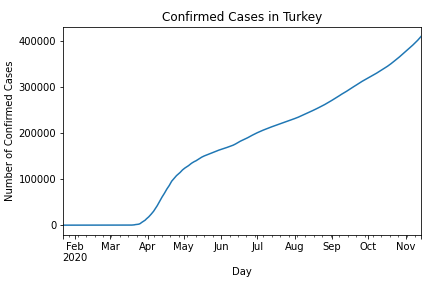 Confirmed Cases in Turkey
Number of Confirmed Cases
400000
300000
200000
100000
0
Feb Mar Apr May Jun Jul Aug Sep Oct Nov
2020
Day